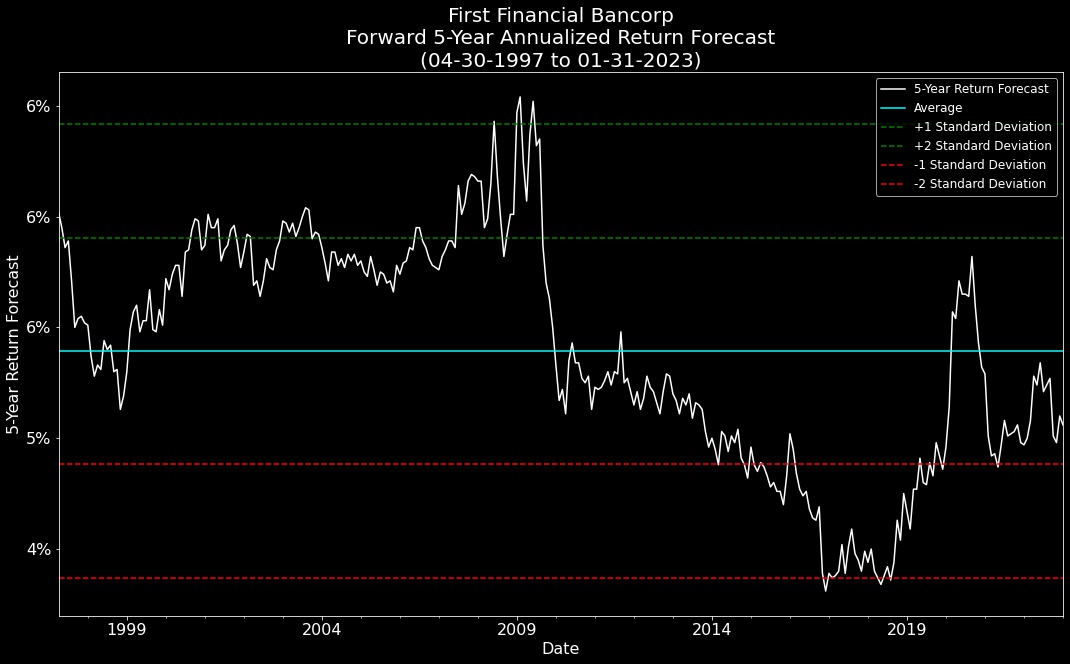 First Financial Bancorp
Forward 5-Year Annualized Return Forecast
(04-30-1997 to 01-31-2023)
5-Year Return Forecast
Average
+1 Standard Deviation
+2 Standard Deviation
-1 Standard Deviation
-2 Standard Deviation
6%
6%
6%
5%
4%
5-Year Return Forecast
1999
2004
2009
2014
2019
Date